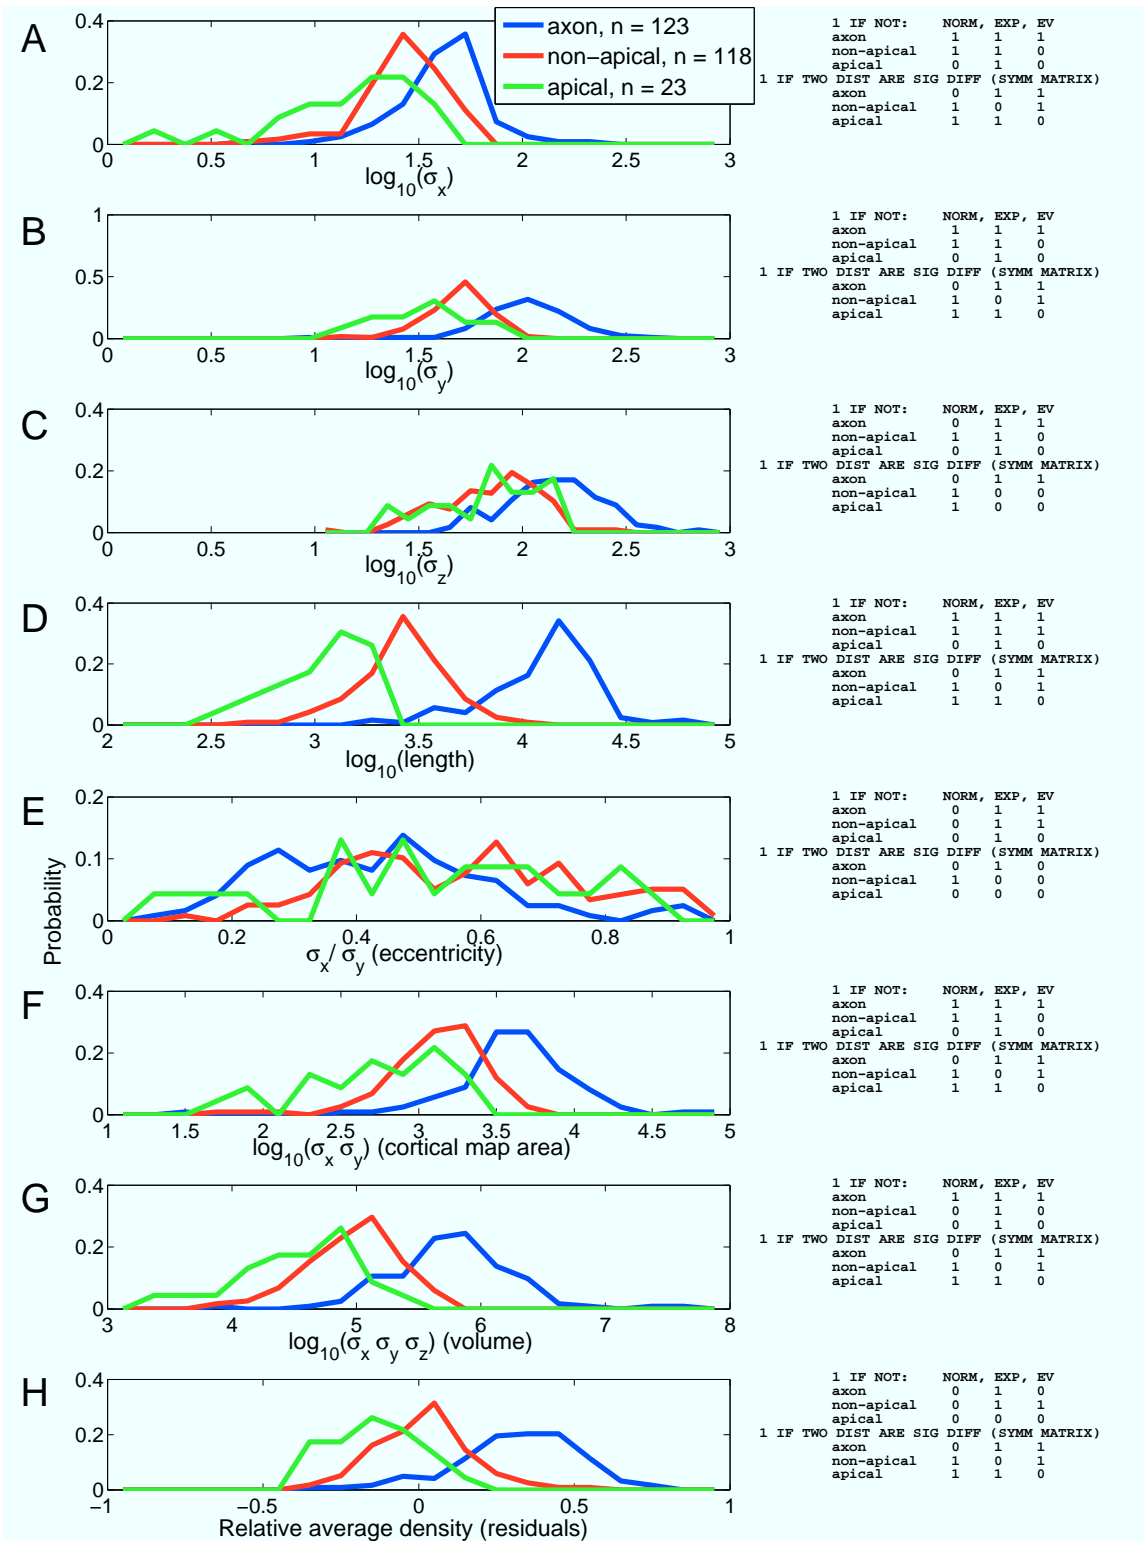 A
0.4
0.2
0
0 0.5 1 1.5 2 2.5 3
log10(σx)
axon, n = 123
non−apical, n = 118
apical, n = 23
1 IF NOT: NORM, EXP, EV
axon 1 1 1
non-apical 1 1 0
apical 0 1 0
1 IF TWO DIST ARE SIG DIFF (SYMM MATRIX)
axon 0 1 1
non-apical 1 0 1
apical 1 1 0
B
1
0.5
0
0 0.5 1 1.5 2 2.5 3
log10(σy)
1 IF NOT: NORM, EXP, EV
axon 1 1 1
non-apical 1 1 0
apical 0 1 0
1 IF TWO DIST ARE SIG DIFF (SYMM MATRIX)
axon 0 1 1
non-apical 1 0 1
apical 1 1 0
C
0.4
0.2
0
0 0.5 1 1.5 2 2.5 3
log10(σz)
1 IF NOT: NORM, EXP, EV
axon 0 1 1
non-apical 1 1 0
apical 0 1 0
1 IF TWO DIST ARE SIG DIFF (SYMM MATRIX)
axon 0 1 1
non-apical 1 0 0
apical 1 0 0
D
0.4
0.2
0
2 2.5 3 3.5 4 4.5 5
log10(length)
1 IF NOT: NORM, EXP, EV
axon 1 1 1
non-apical 1 1 1
apical 0 1 0
1 IF TWO DIST ARE SIG DIFF (SYMM MATRIX)
axon 0 1 1
non-apical 1 0 1
apical 1 1 0
E
Probability
0.2
0.1
0
0 0.2 0.4 0.6 0.8 1
σx/ σy (eccentricity)
1 IF NOT: NORM, EXP, EV
axon 0 1 1
non-apical 0 1 1
apical 0 1 0
1 IF TWO DIST ARE SIG DIFF (SYMM MATRIX)
axon 0 1 0
non-apical 1 0 0
apical 0 0 0
F
0.4
0.2
0
1 1.5 2 2.5 3 3.5 4 4.5 5
log10(σx σy) (cortical map area)
1 IF NOT: NORM, EXP, EV
axon 1 1 1
non-apical 1 1 0
apical 0 1 0
1 IF TWO DIST ARE SIG DIFF (SYMM MATRIX)
axon 0 1 1
non-apical 1 0 1
apical 1 1 0
G
0.4
0.2
0
3 4 5 6 7 8
log10(σx σy σz) (volume)
1 IF NOT: NORM, EXP, EV
axon 1 1 1
non-apical 0 1 0
apical 0 1 0
1 IF TWO DIST ARE SIG DIFF (SYMM MATRIX)
axon 0 1 1
non-apical 1 0 1
apical 1 1 0
H
0.4
0.2
0
−1 −0.5 0 0.5 1
Relative average density (residuals)
1 IF NOT: NORM, EXP, EV
axon 0 1 0
non-apical 0 1 1
apical 0 0 0
1 IF TWO DIST ARE SIG DIFF (SYMM MATRIX)
axon 0 1 1
non-apical 1 0 1
apical 1 1 0